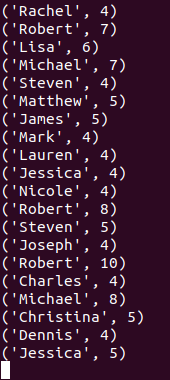 ('Rachel', 4)
('Robert', 7)
('Lisa', 6)
('Michael', 7)
('Steven', 4)
('Matthew', 5)
('James', 5)
('Mark', 4)
('Lauren', 4)
('Jessica', 4)
('Nicole', 4)
('Robert', 8)
('Steven', 5)
('Joseph', 4)
('Robert', 10)
('Charles', 4)
('Michael', 8)
('Christina', 5)
('Dennis', 4)
('Jessica', 5)